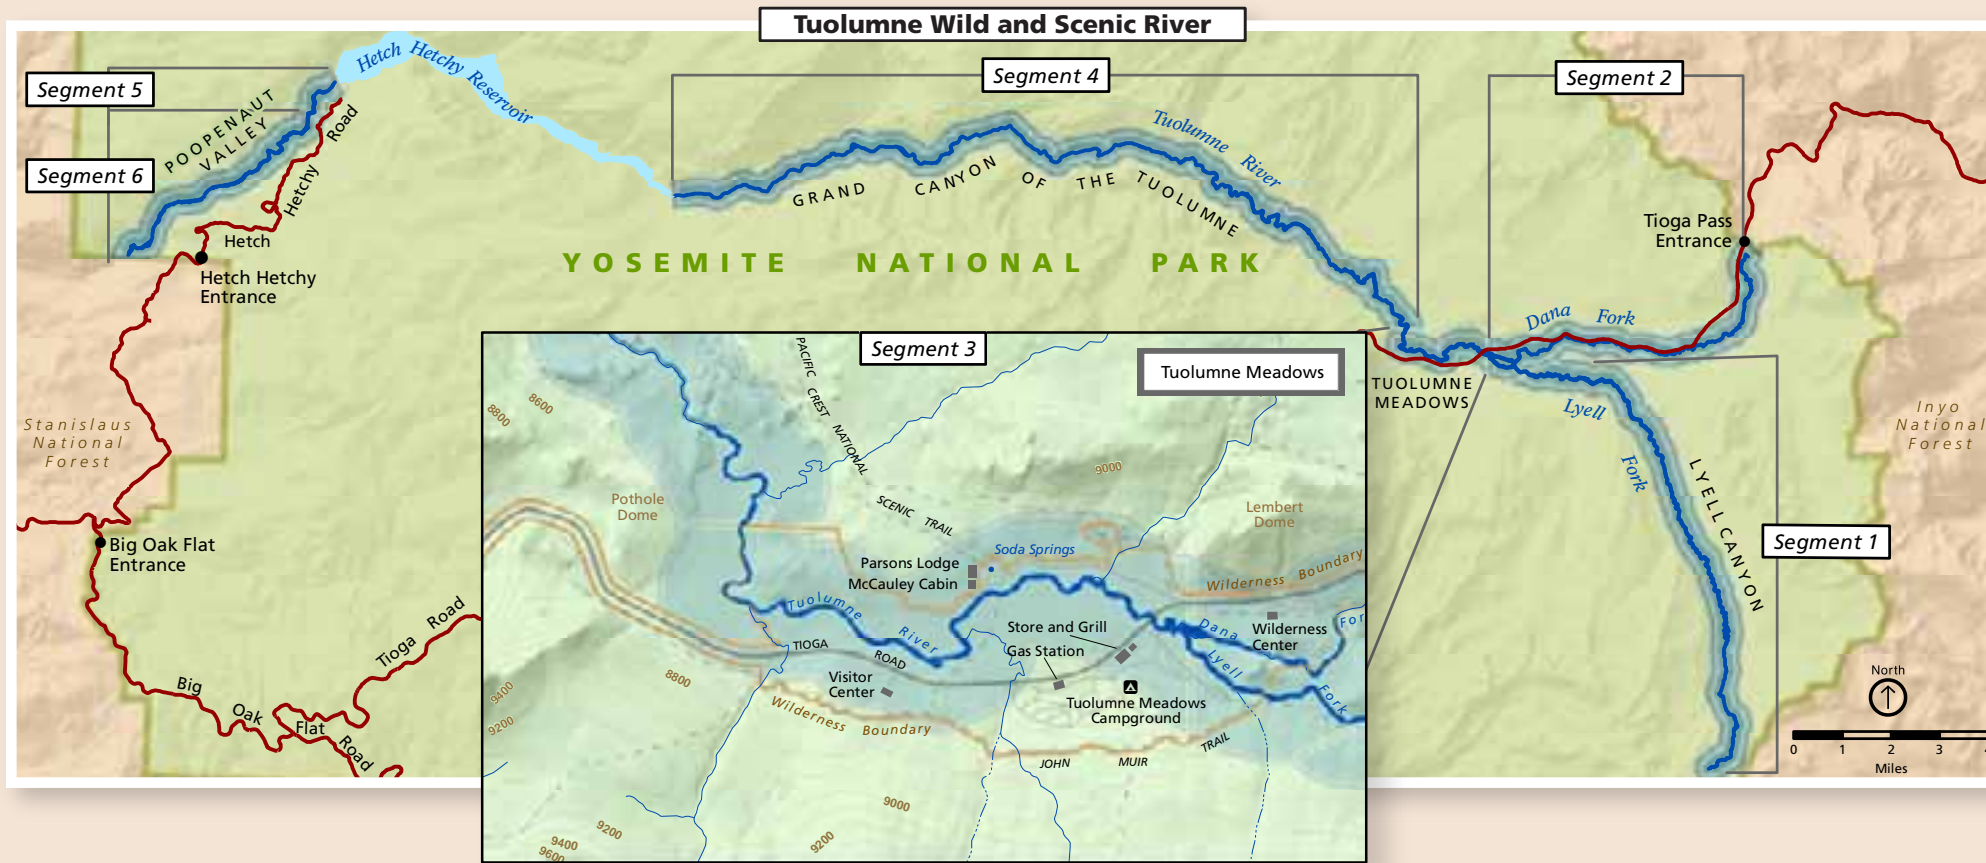 Tuolumne Wild and Scenic River
Segment 5
Segment 6
POOPENAUT
VALLEY
Hetch Hetchy Reservoir
Hetch
Hetchy
Road
Hetch Hetchy
Entrance
Segment 4
Tuolumne River
GRAND CANYON OF THE TUOLUMNE
YOSEMITE NATIONAL PARK
Segment 2
Tioga Pass
Entrance
Dana Fork
TUOLUMNE
MEADOWS
Lyell
Fork
LYELL CANYON
Segment 1
Inyo
National
Forest
Stanislaus
National
Forest
Big Oak Flat
Entrance
Tioga Road
Big
Oak
Flat
Road
North
0 1 2 3
Miles
Segment 3
Tuolumne Meadows
PACIFIC CREST NATIONAL
SCENIC TRAIL
8800
8600
9000
Pothole
Dome
Lembert
Dome
Soda Springs
Parsons Lodge
McCauley Cabin
Wilderness Boundary
Tuolumne
River
Store and Grill
Gas Station
Dana
For
Wilderness
Center
Lyell
Fork
TIOGA
ROAD
Visitor
Center
Tuolumne Meadows
Campground
8800
9400
9200
Wilderness Boundary
JOHN MUIR TRAIL
9000
9200
9200
9400
9600